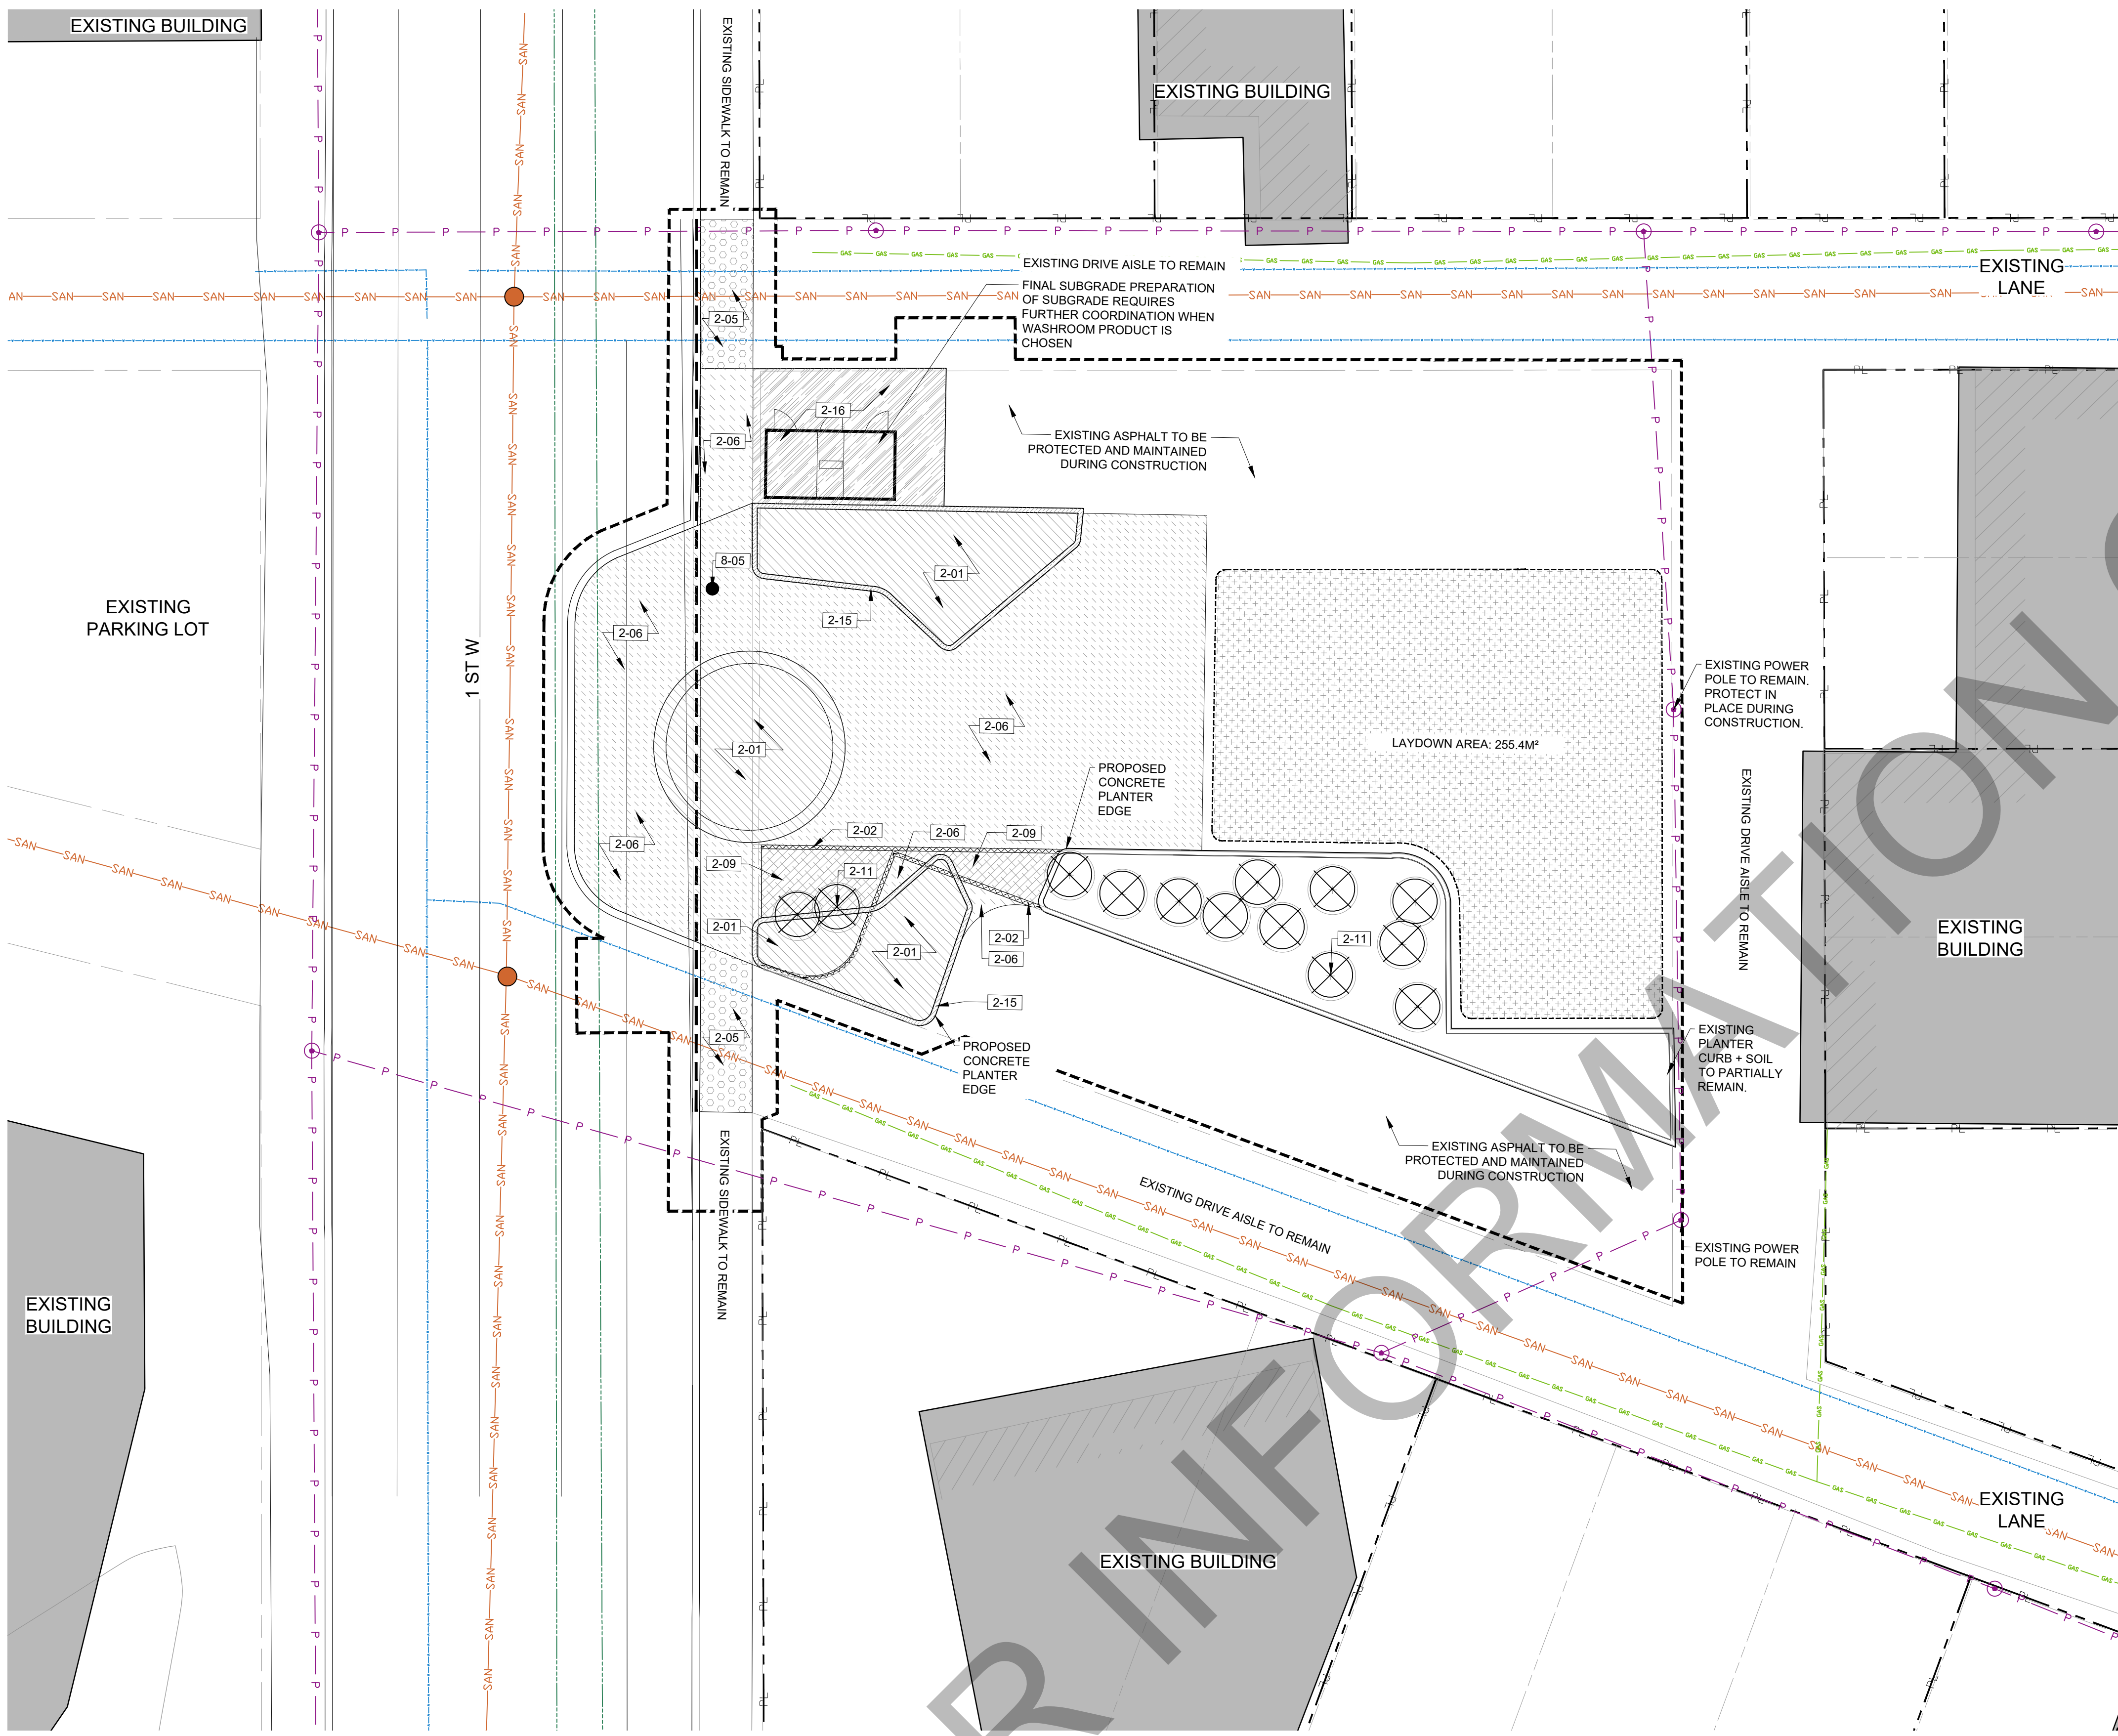 EXISTING BUILDING
EXISTING SIDEWALK TO REMAIN
EXISTING BUILDING
EXISTING DRIVE AISLE TO REMAIN
FINAL SUBGRADE PREPARATION
OF SUBGRADE REQUIRES
FURTHER COORDINATION WHEN
WASHROOM PRODUCT IS
CHOSEN
EXISTING
LANE
2-05
2-16
2-06
EXISTING ASPHALT TO BE
PROTECTED AND MAINTAINED
DURING CONSTRUCTION
8-05
2-01
2-15
2-06
EXISTING
PARKING LOT
1 ST W
2-01
2-06
LAYDOWN AREA: 255.4M²
EXISTING POWER
POLE TO REMAIN.
PROTECT IN
PLACE DURING
CONSTRUCTION.
PROPOSED
CONCRETE
PLANTER
EDGE
EXISTING DRIVE AISLE TO REMAIN
2-06
2-02
2-06
2-09
2-09
2-11
2-01
2-01
2-02
2-06
2-11
2-15
EXISTING
BUILDING
2-05
PROPOSED
CONCRETE
PLANTER
EDGE
EXISTING
PLANTER
CURB + SOIL
TO PARTIALLY
REMAIN.
EXISTING SIDEWALK TO REMAIN
EXISTING ASPHALT TO BE
PROTECTED AND MAINTAINED
DURING CONSTRUCTION
EXISTING DRIVE AISLE TO REMAIN
EXISTING POWER
POLE TO REMAIN
EXISTING
BUILDING
EXISTING BUILDING
EXISTING
LANE
R INFORMATION
SAN
P
GAS
PL